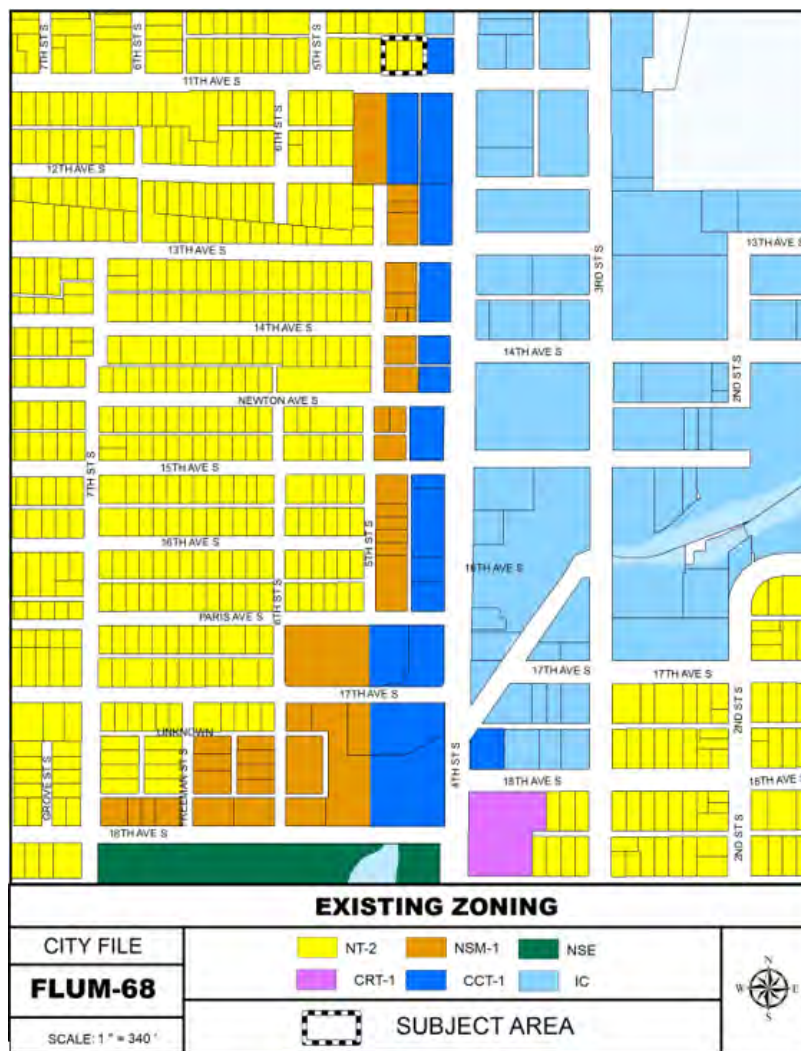 7TH ST S
6TH ST S
5TH ST S
11TH AVE S
6TH ST S
12TH AVE S
13TH AVE S
3RD ST S
13TH AVE S
14TH AVE S
14TH AVE S
2ND ST S
NEWTON AVE S
15TH AVE S
7TH ST S
16TH AVE S
5TH ST S
16TH AVE S
6TH ST S
PARIS AVE S
17TH AVE S
17TH AVE S
17TH AVE S
2ND ST S
UNKNOWN
GROVE ST S
FREEMAN ST S
4TH ST S
18TH AVE S
18TH AVE S
18TH AVE S
2ND ST S
EXISTING ZONING
CITY FILE
FLUM-68
SCALE: 1 " = 340 '
NT-2
NSM-1
NSE
CRT-1
CCT-1
IC
SUBJECT AREA
N
W
E
S